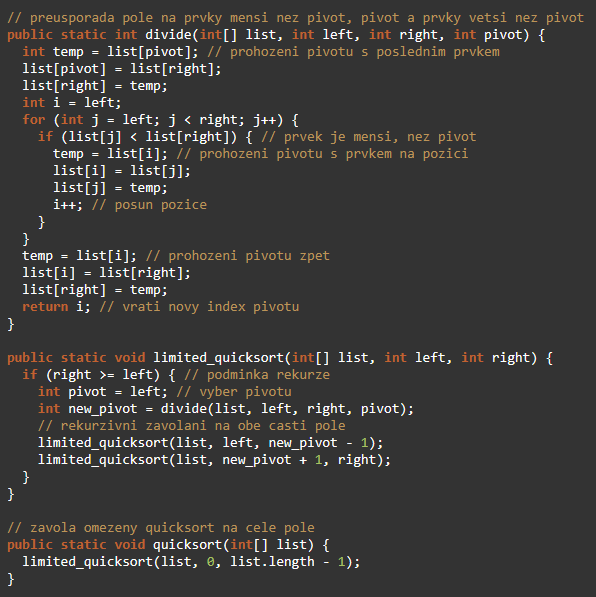 // preusporada pole na prvky mensi nez pivot, pivot a prvky vetsi nez pivot
public static int divide(int[] list, int left, int right, int pivot) {
  int temp = list[pivot]; // prohozeni pivotu s poslednim prvkem
  list[pivot] = list[right];
  list[right] = temp;
  int i = left;
  for (int j = left; j < right; j++) {
    if (list[j] < list[right]) { // prvek je mensi, nez pivot
      temp = list[i]; // prohozeni pivotu s prvkem na pozici
      list[i] = list[j];
      list[j] = temp;
      i++; // posun pozice
    }
  }
  temp = list[i]; // prohozeni pivotu zpet
  list[i] = list[right];
  list[right] = temp;
  return i; // vrati novy index pivotu
}

public static void limited_quicksort(int[] list, int left, int right) {
  if (right >= left) { // podminka rekurze
    int pivot = left; // vyber pivotu
    int new_pivot = divide(list, left, right, pivot);
    // rekurzivni zavolani na obe casti pole
    limited_quicksort(list, left, new_pivot - 1);
    limited_quicksort(list, new_pivot + 1, right);
  }
}

// zavola omezeny quicksort na cele pole
public static void quicksort(int[] list) {
  limited_quicksort(list, 0, list.length - 1);
}